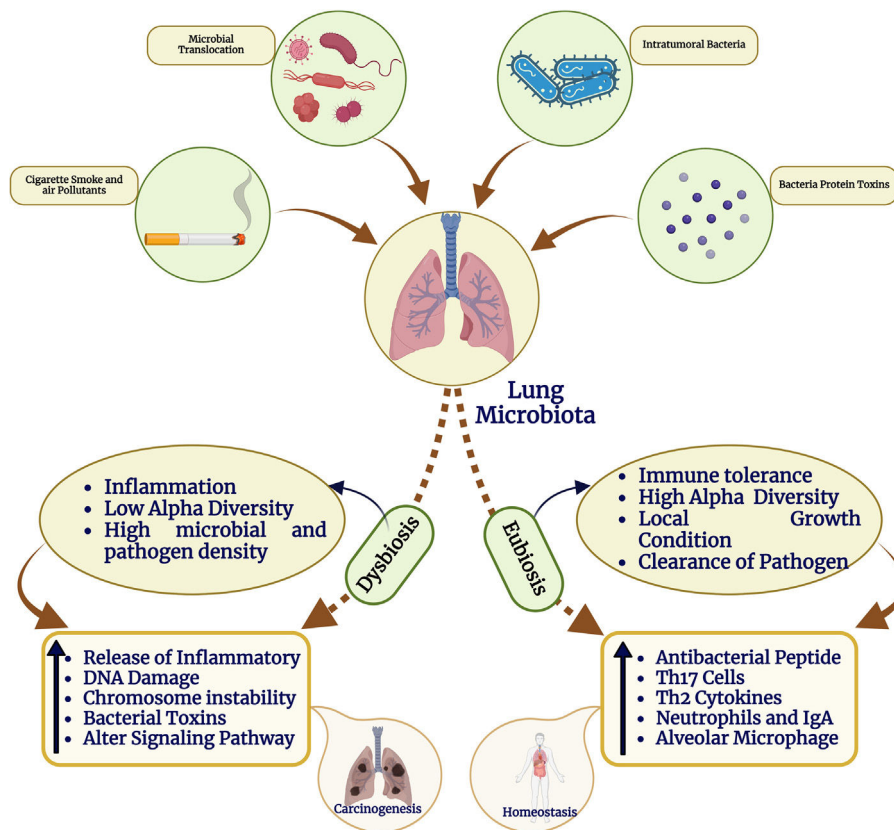 Microbial
Translocation
Intratumoral Bacteria
Cigarette Smoke and
air Pollutants
Bacteria Protein Toxins
Lung
Microbiota
• Inflammation
• Low Alpha Diversity
• High microbial and
pathogen density
Dysbiosis
Eubiosis
• Immune tolerance
• High Alpha Diversity
• Local Growth
Condition
• Clearance of Pathogen
• Release of Inflammatory
• DNA Damage
• Chromosome instability
• Bacterial Toxins
• Alter Signaling Pathway
• Antibacterial Peptide
• Th17 Cells
• Th2 Cytokines
• Neutrophils and IgA
• Alveolar Microphage
Carcinogenesis
Homeostasis